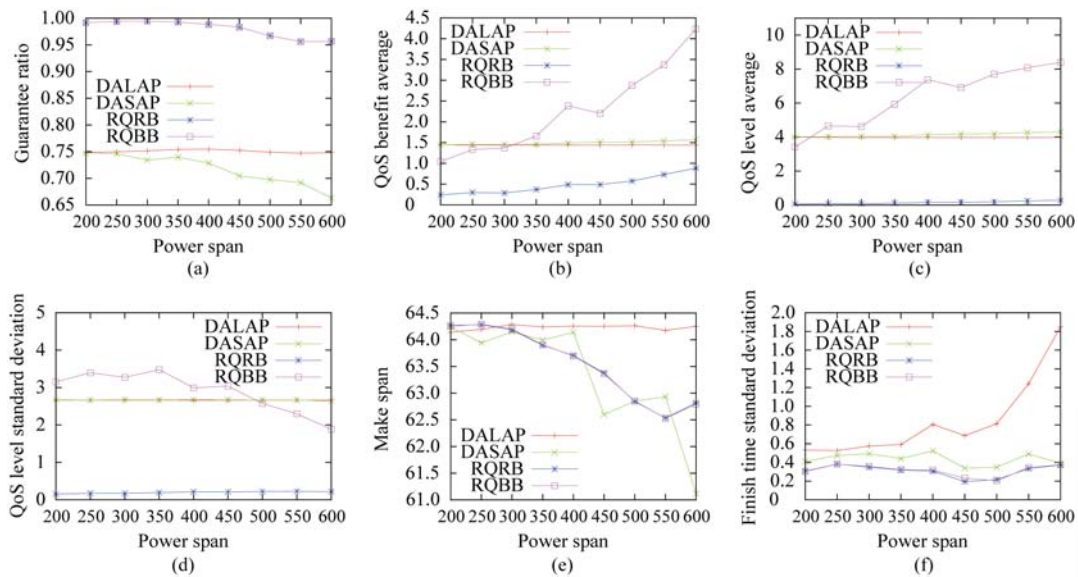 Guarantee ratio
1.00
0.95
0.90
0.85
0.80
0.75
0.70
0.65
DALAP
DASAP
RQRB
RQBB
200 250 300 350 400 450 500 550 600
Power span
(a)
QoS benefit average
4.5
4.0
3.5
3.0
2.5
2.0
1.5
1.0
0.5
0.0
DALAP
DASAP
RQRB
RQBB
200 250 300 350 400 450 500 550 600
Power span
(b)
QoS level average
10
8
6
4
2
0
DALAP
DASAP
RQRB
RQBB
200 250 300 350 400 450 500 550 600
Power span
(c)
QoS level standard deviation
5
4
3
2
1
0
DALAP
DASAP
RQRB
RQBB
200 250 300 350 400 450 500 550 600
Power span
(d)
Make span
64.5
64.0
63.5
63.0
62.5
62.0
61.5
61.0
DALAP
DASAP
RQRB
RQBB
200 250 300 350 400 450 500 550 600
Power span
(e)
Finish time standard deviation
2.0
1.8
1.6
1.4
1.2
1.0
0.8
0.6
0.4
0.2
0
DALAP
DASAP
RQRB
RQBB
200 250 300 350 400 450 500 550 600
Power span
(f)